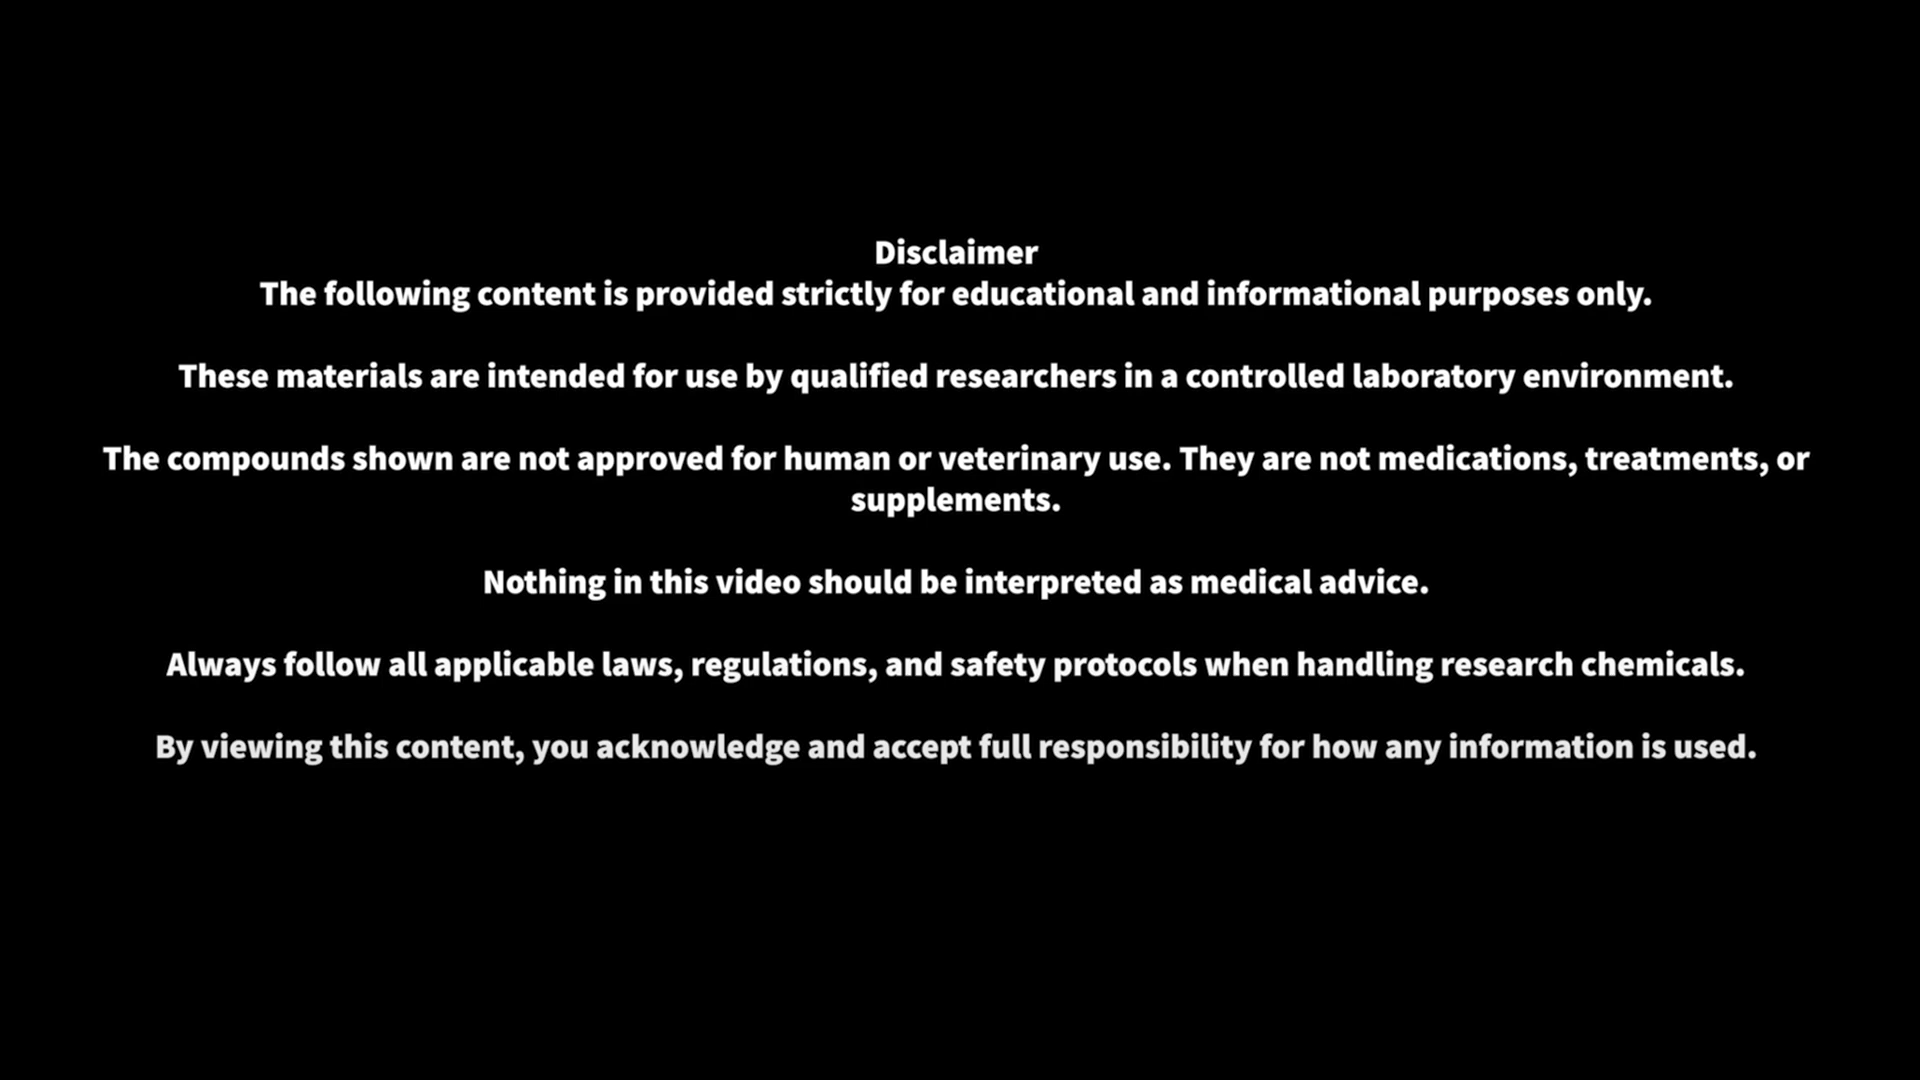 Disclaimer
The following content is provided strictly for educational and informational purposes only.
These materials are intended for use by qualified researchers in a controlled laboratory environment.
The compounds shown are not approved for human or veterinary use. They are not medications, treatments, or
supplements.
Nothing in this video should be interpreted as medical advice.
Always follow all applicable laws, regulations, and safety protocols when handling research chemicals.
By viewing this content, you acknowledge and accept full responsibility for how any information is used.